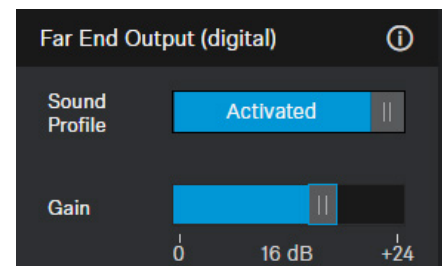 Far End Output (digital)
Sound
Profile
Activated
Gain
0 16 dB +24